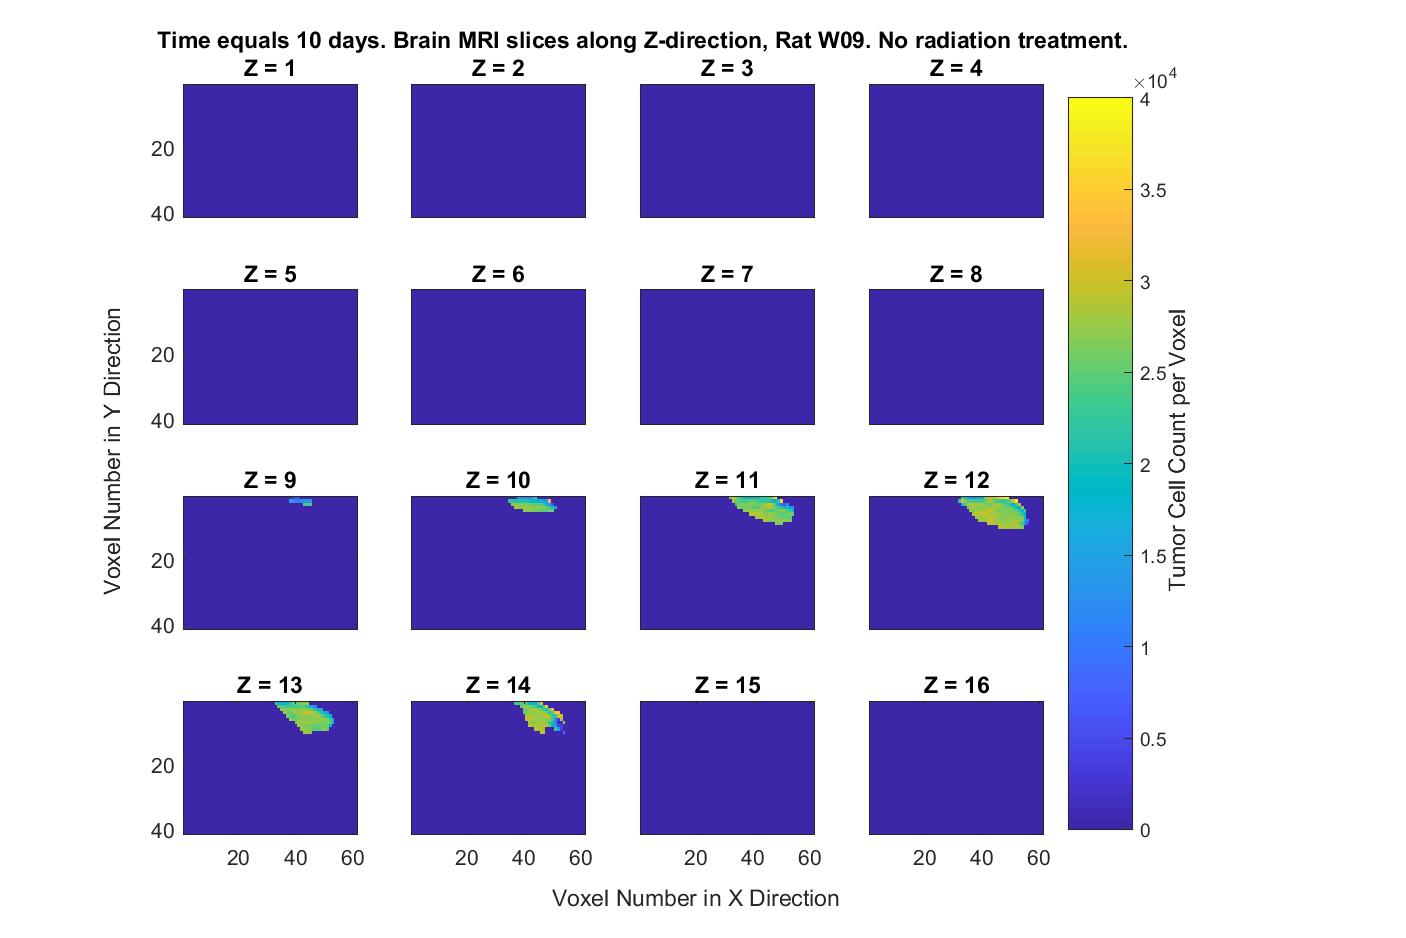 Time equals 10 days. Brain MRI slices along Z-direction, Rat W09. No radiation treatment.
Z = 1
Z = 2
Z = 3
Z = 4
20
40
Z = 5
Z = 6
Z = 7
Z = 8
20
40
Z = 9
Z = 10
Z = 11
Z = 12
20
40
Z = 13
Z = 14
Z = 15
Z = 16
20
40
20 40 60
20 40 60
20 40 60
20 40 60
Voxel Number in X Direction
Voxel Number in Y Direction
×10⁴
4
3.5
3
2.5
2
1.5
1
0.5
0
Tumor Cell Count per Voxel